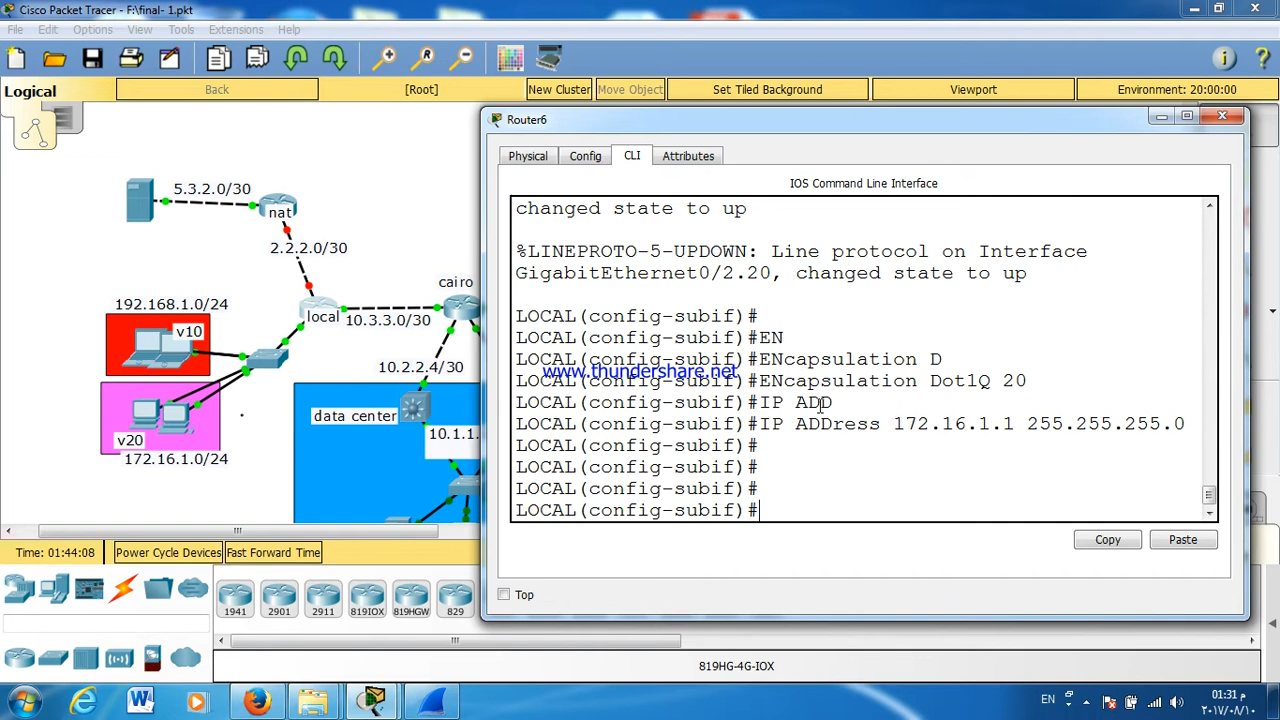 Cisco Packet Tracer - F:\final- 1.pkt
File Edit Options View Tools Extensions Help
Logical
Back
[Root]
New Cluster
Move Object
Set Tiled Background
Viewport
Environment: 20:00:00
5.3.2.0/30
nat
2.2.2.0/30
cairo
192.168.1.0/24
v10
local
10.3.3.0/30
10.2.2.4/30
data center
10.1.1.
v20
172.16.1.0/24
Router6
Physical Config CLI Attributes
IOS Command Line Interface
changed state to up
%LINEPROTO-5-UPDOWN: Line protocol on Interface
GigabitEthernet0/2.20, changed state to up
LOCAL(config-subif)#
LOCAL(config-subif)#EN
LOCAL(config-subif)#ENcapsulation D
www.thundershare.net
LOCAL(config-subif)#ENcapsulation Dot1Q 20
LOCAL(config-subif)#IP ADD
LOCAL(config-subif)#IP ADDress 172.16.1.1 255.255.255.0
LOCAL(config-subif)#
LOCAL(config-subif)#
LOCAL(config-subif)#
LOCAL(config-subif)#
Copy
Paste
Top
Time: 01:44:08
Power Cycle Devices
Fast Forward Time
1941
2901
2911
819IOX
819HGW
829
819HG-4G-IOX
EN
01:31 م
٢٠١٧/٠٨/١٠